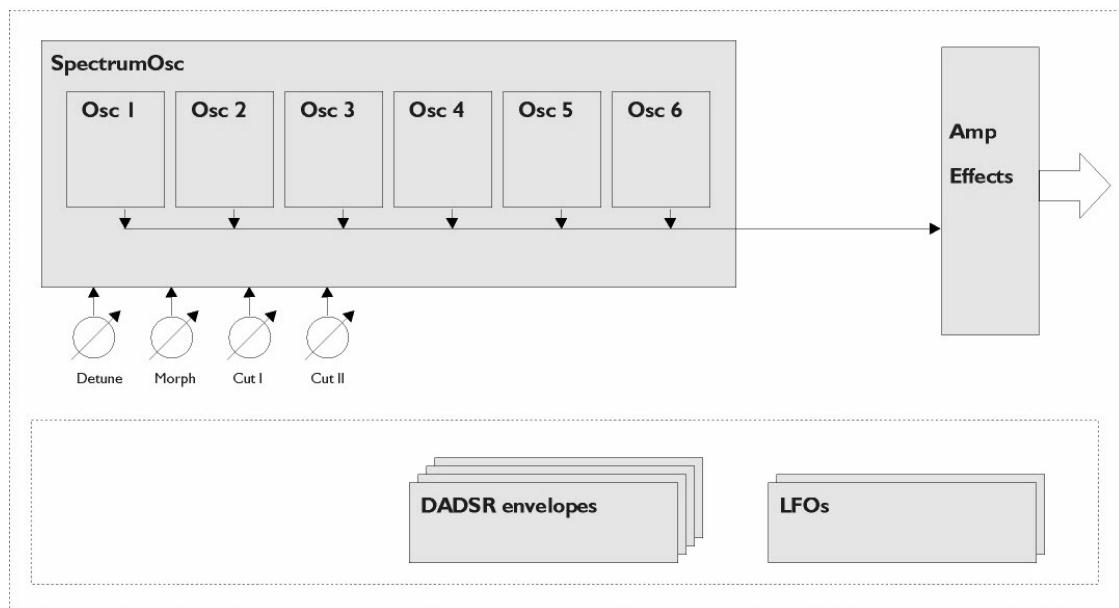 SpectrumOsc
Osc 1
Osc 2
Osc 3
Osc 4
Osc 5
Osc 6
Amp
Effects
Detune
Morph
Cut I
Cut II
DADSR envelopes
LFOs